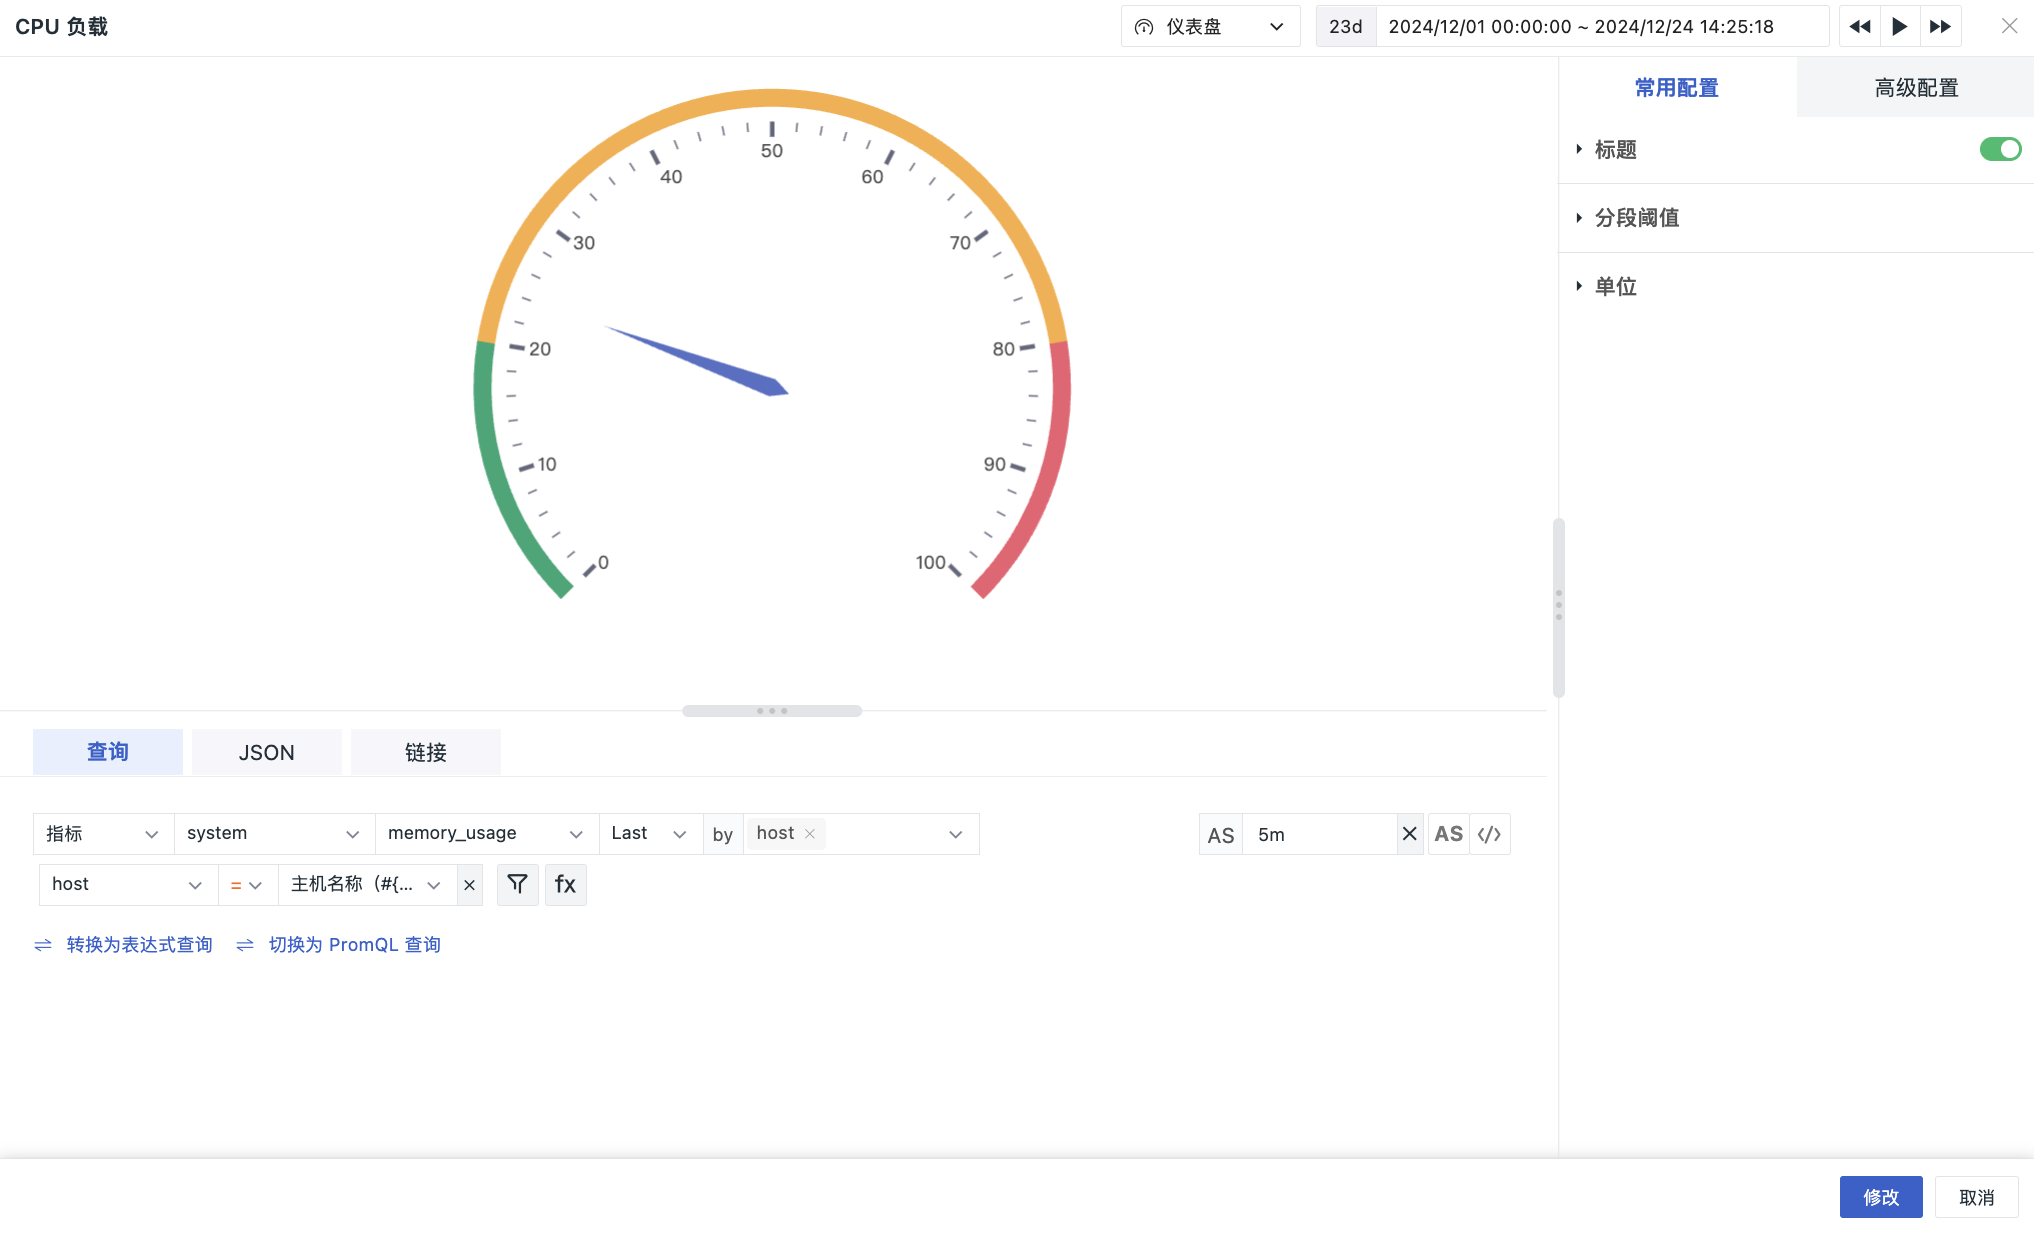 CPU 负载
仪表盘
23d 2024/12/01 00:00:00 ~ 2024/12/24 14:25:18
常用配置 高级配置
标题
分段阈值
单位
50
40 60
30 70
20 80
10 90
0 100
查询 JSON 链接
指标 system memory_usage Last by host AS 5m AS
host = 主机名称（#{... fx
转换为表达式查询 切换为 PromQL 查询
修改 取消